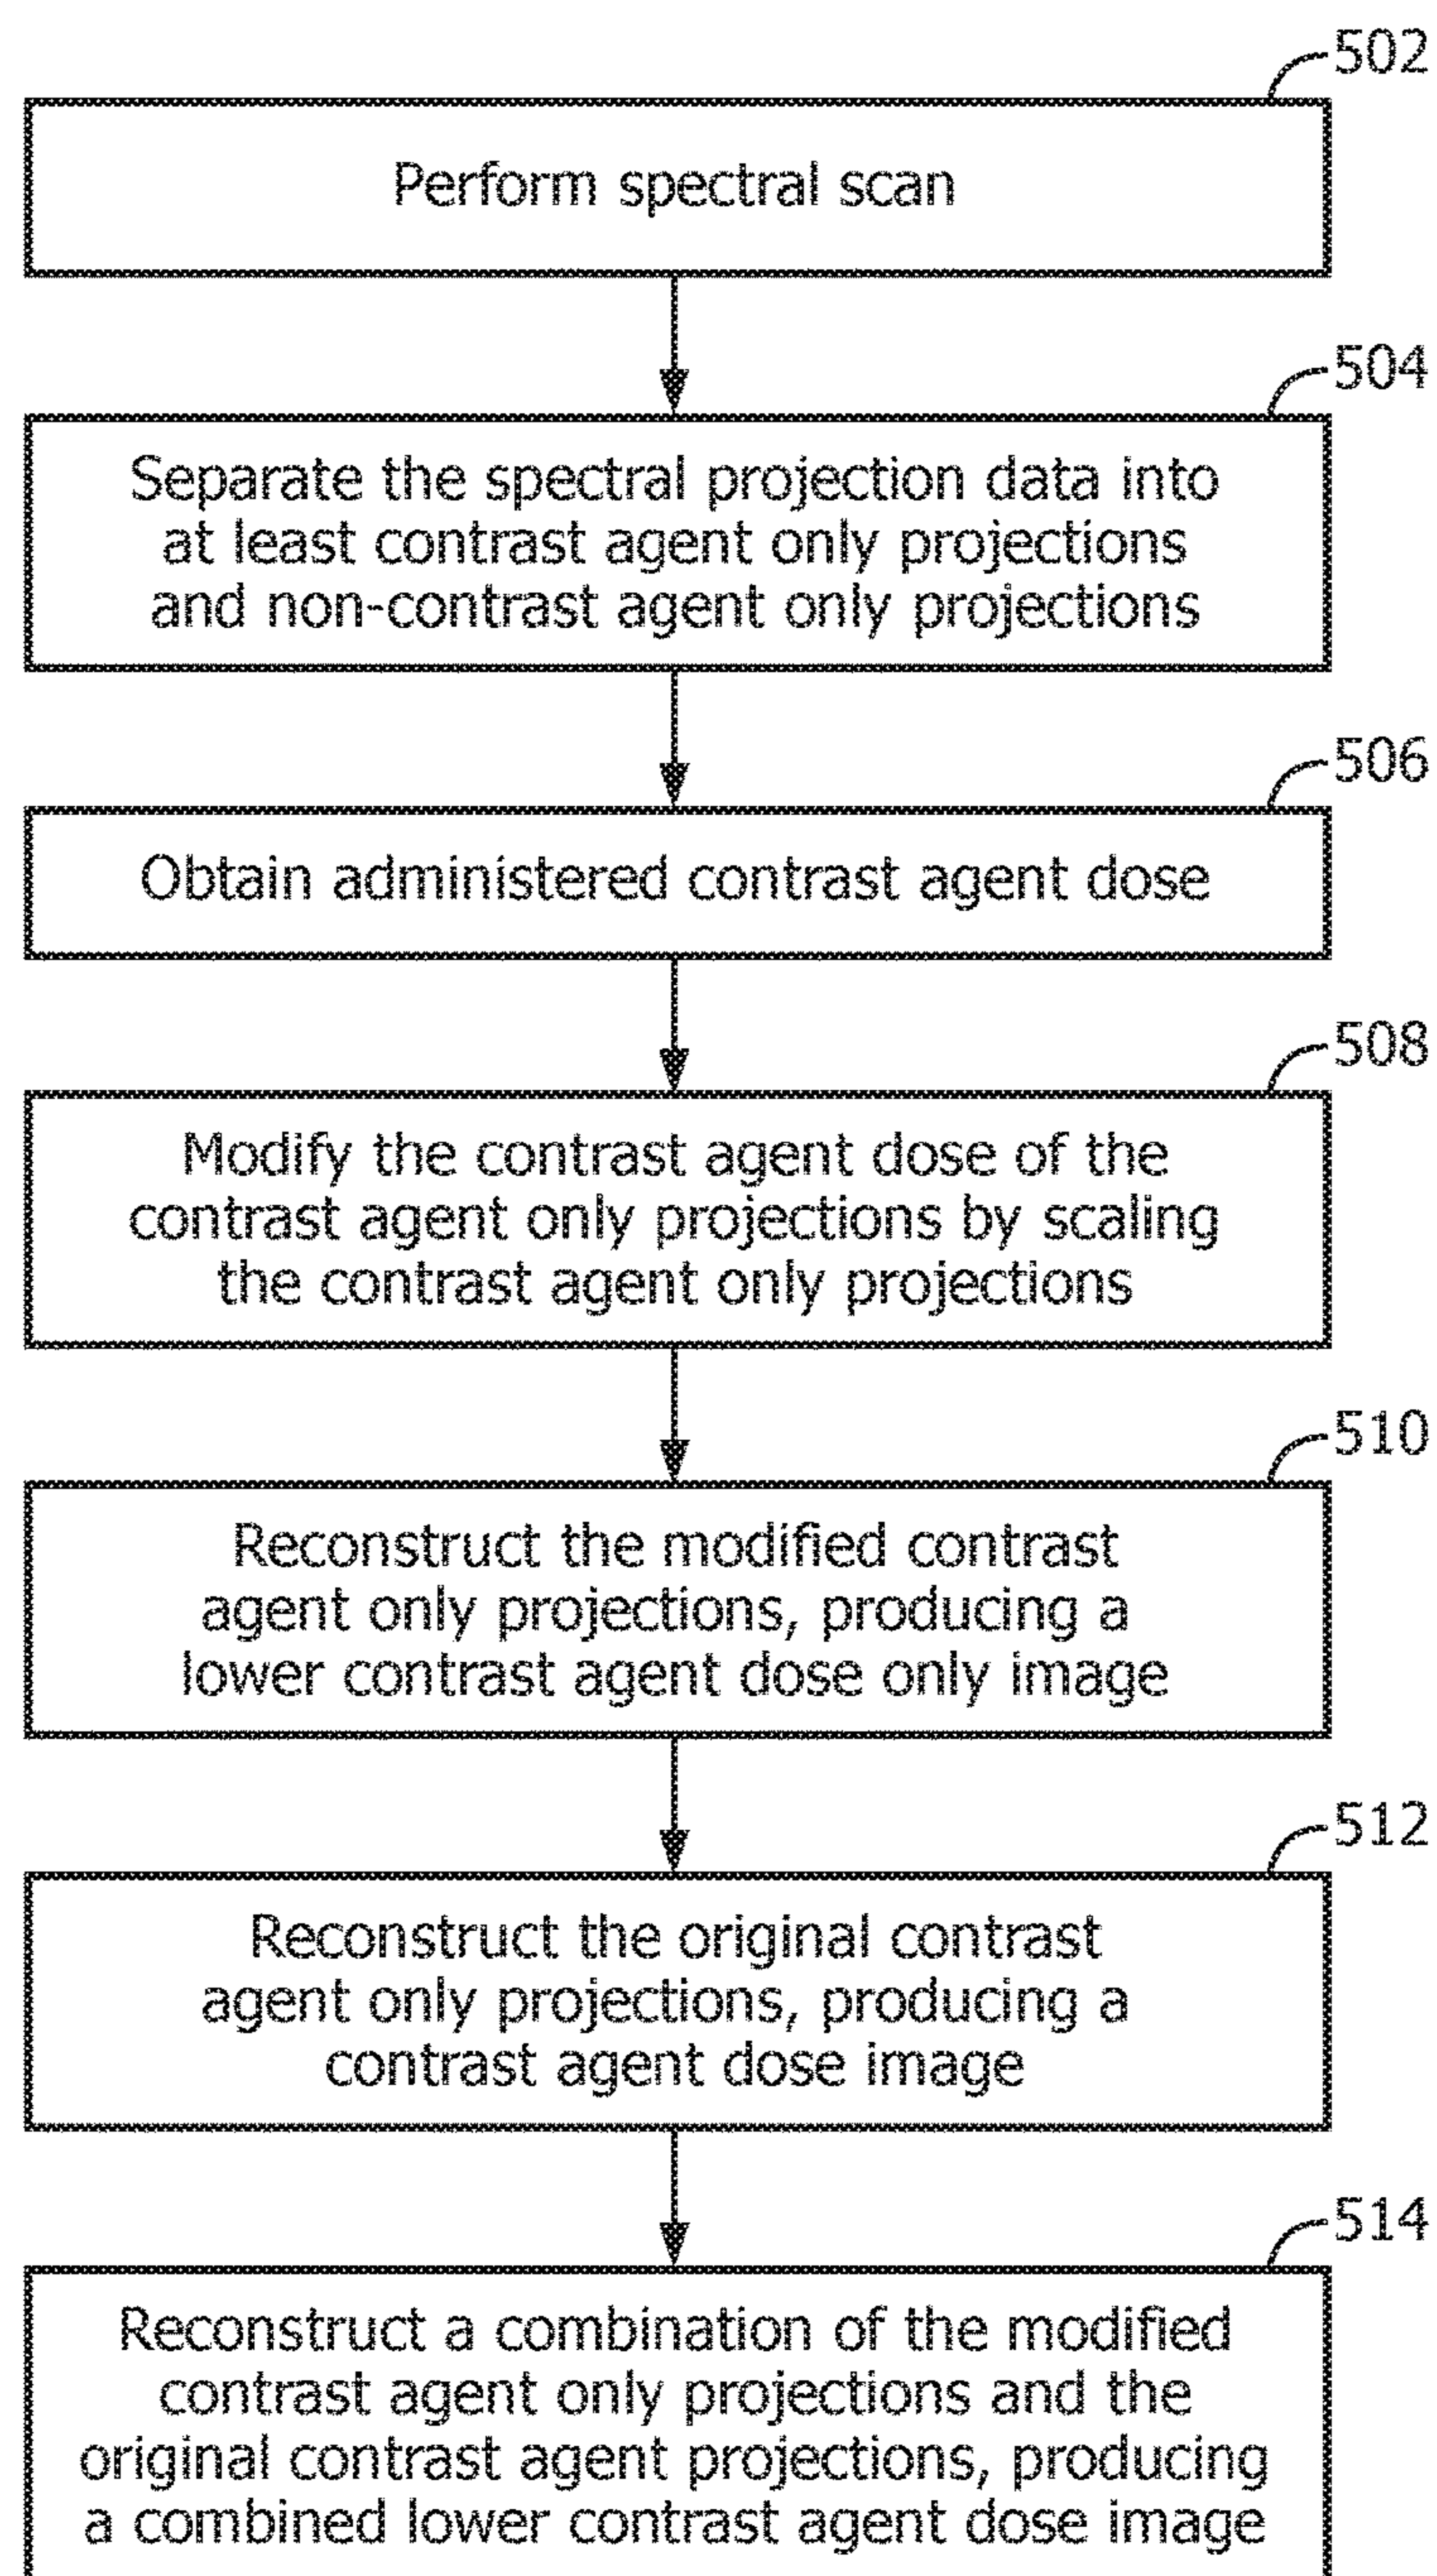 502
Perform spectral scan
504
Separate the spectral projection data into
at least contrast agent only projections
and non-contrast agent only projections
506
Obtain administered contrast agent dose
508
Modify the contrast agent dose of the
contrast agent only projections by scaling
the contrast agent only projections
510
Reconstruct the modified contrast
agent only projections, producing a
lower contrast agent dose only image
512
Reconstruct the original contrast
agent only projections, producing a
contrast agent dose image
514
Reconstruct a combination of the modified
contrast agent only projections and the
original contrast agent projections, producing
a combined lower contrast agent dose image